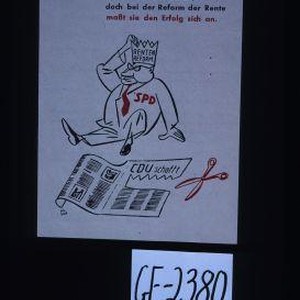 doch bei der Reform der Rente
maßt sie den Erfolg sich an.
RENTEN
REFORM
SPD
CDU schafft
GE-2380